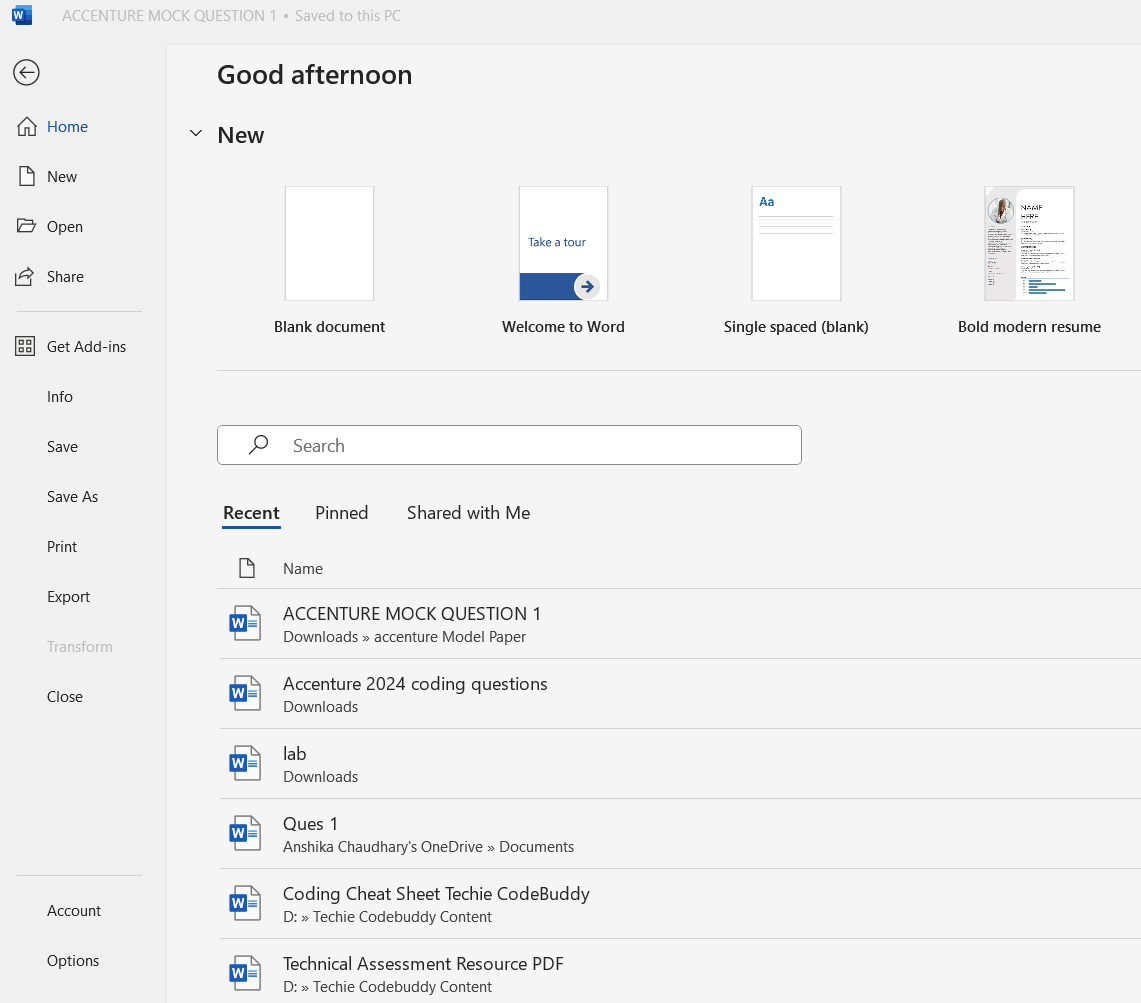 ACCENTURE MOCK QUESTION 1 • Saved to this PC
Good afternoon
Home
New
New
Open
Share
Get Add-ins
Info
Save
Save As
Print
Export
Transform
Close
Account
Options
Take a tour
Aa
NAME
HERE
Blank document
Welcome to Word
Single spaced (blank)
Bold modern resume
Search
Recent
Pinned
Shared with Me
Name
ACCENTURE MOCK QUESTION 1
Downloads » accenture Model Paper
Accenture 2024 coding questions
Downloads
lab
Downloads
Ques 1
Anshika Chaudhary's OneDrive » Documents
Coding Cheat Sheet Techie CodeBuddy
D: » Techie Codebuddy Content
Technical Assessment Resource PDF
D: » Techie Codebuddy Content